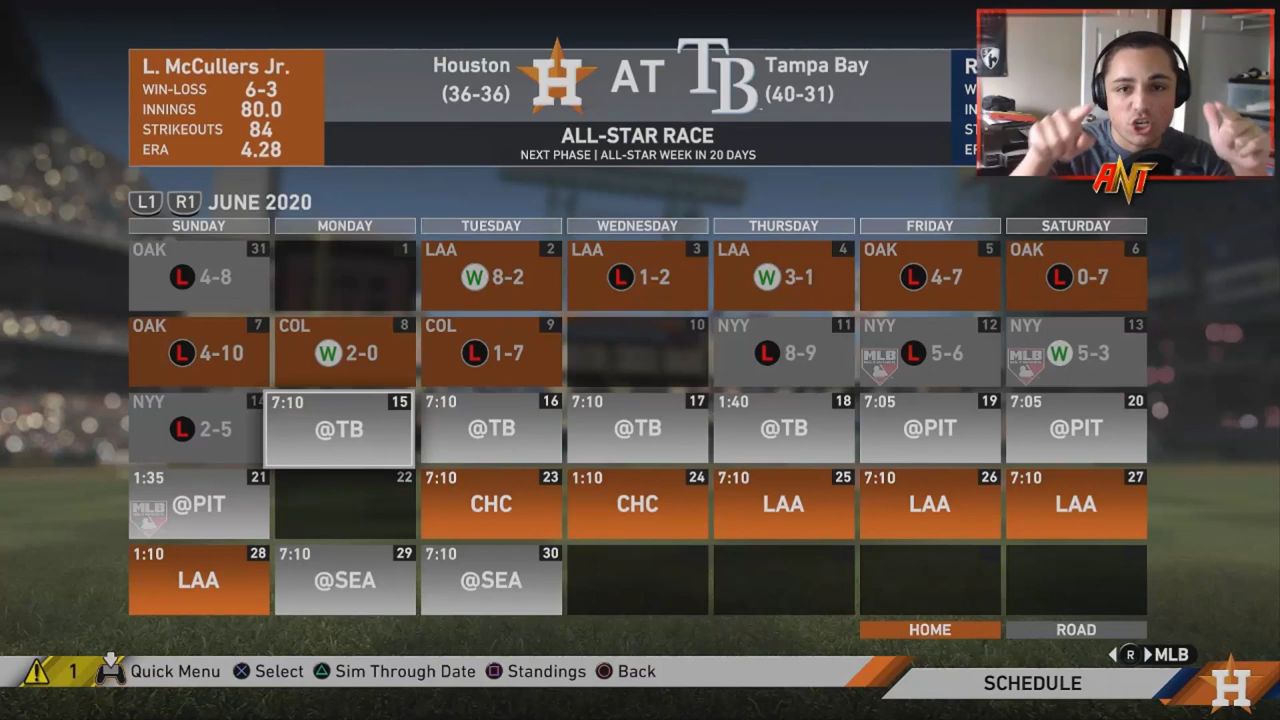 L. McCullers Jr.
WIN-LOSS 6-3
INNINGS 80.0
STRIKEOUTS 84
ERA 4.28
Houston
(36-36)
H
AT
TB
Tampa Bay
(40-31)
ALL-STAR RACE
NEXT PHASE | ALL-STAR WEEK IN 20 DAYS
R
W
IN
ST
ER
ANT
L1 R1 JUNE 2020
SUNDAY MONDAY TUESDAY WEDNESDAY THURSDAY FRIDAY SATURDAY
OAK 31 1 LAA 2 LAA 3 LAA 4 OAK 5 OAK 6
L 4-8 W 8-2 L 1-2 W 3-1 L 4-7 L 0-7
OAK 7 COL 8 COL 9 10 NYY 11 NYY 12 NYY 13
L 4-10 W 2-0 L 1-7 L 8-9 MLB L 5-6 MLB W 5-3
NYY 14 7:10 15 7:10 16 7:10 17 1:40 18 7:05 19 7:05 20
L 2-5 @TB @TB @TB @TB @PIT @PIT
1:35 21 22 7:10 23 1:10 24 7:10 25 7:10 26 7:10 27
MLB @PIT CHC CHC LAA LAA LAA
1:10 28 7:10 29 7:10 30
LAA @SEA @SEA
HOME ROAD
R MLB
1 Quick Menu Select Sim Through Date Standings Back
SCHEDULE
H